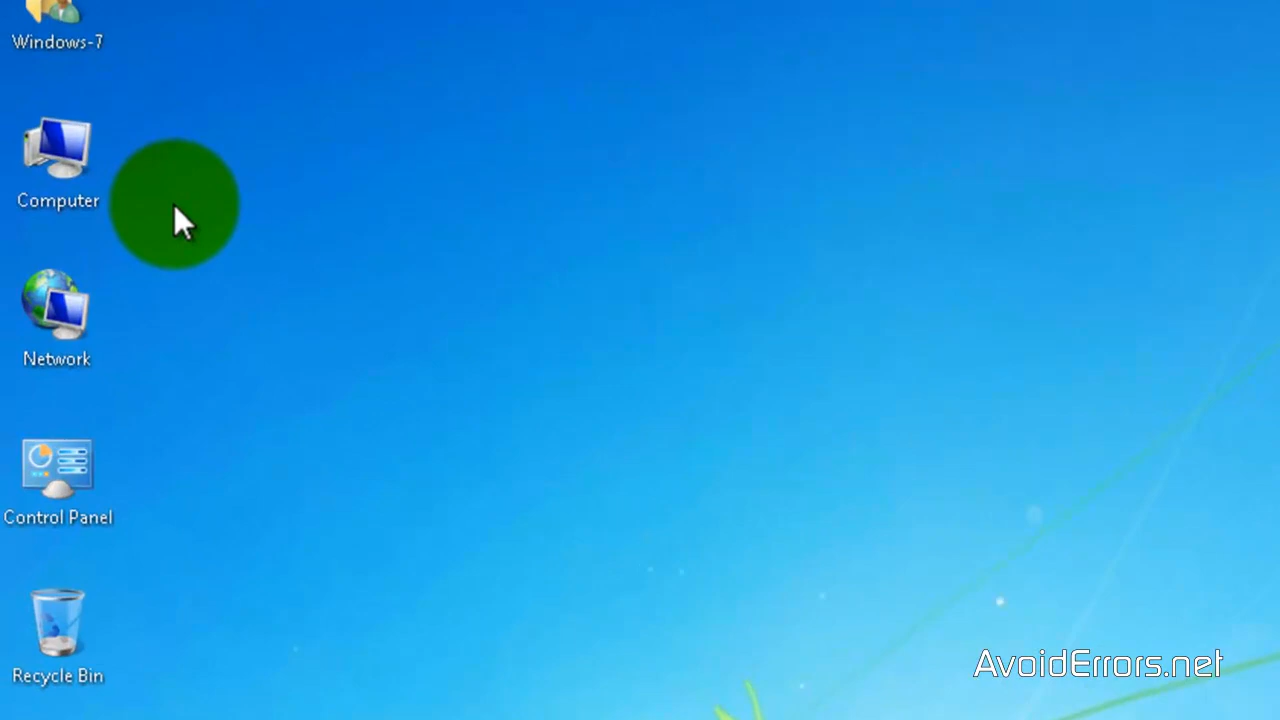 Windows-7
Computer
Network
Control Panel
Recycle Bin
AvoidErrors.net